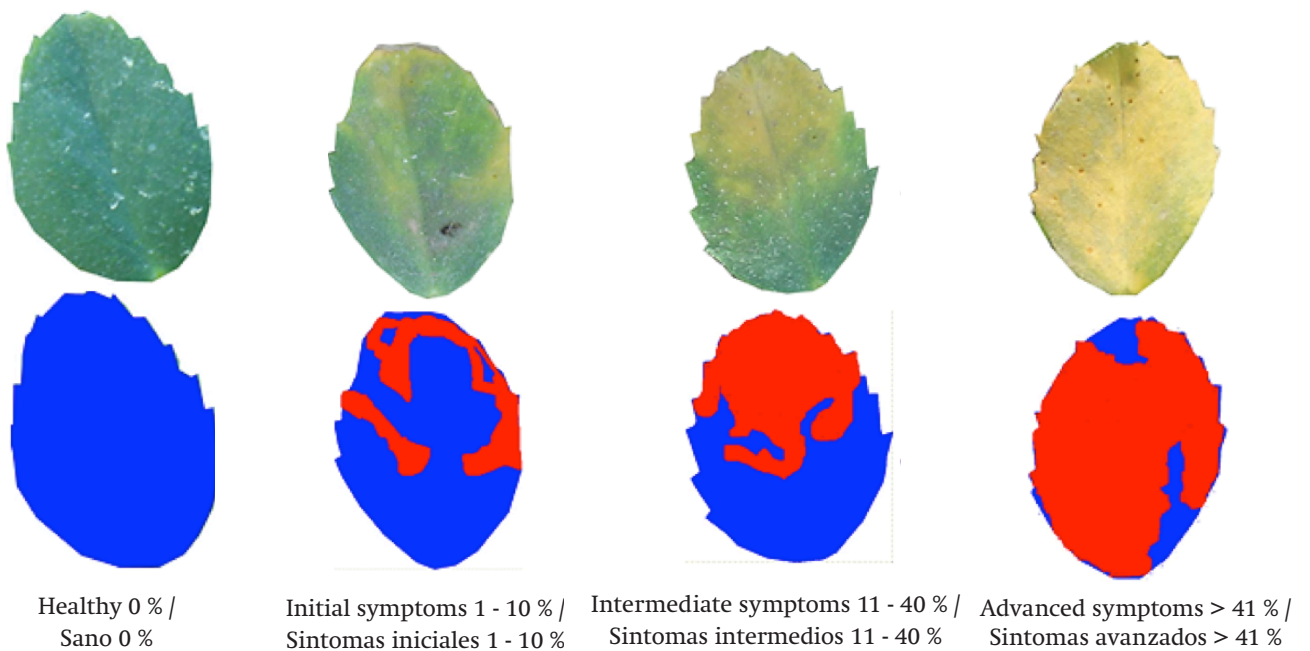 Healthy 0 % /
Sano 0 %
Initial symptoms 1 - 10 % /
Sintomas iniciales 1 - 10 %
Intermediate symptoms 11 - 40 % /
Sintomas intermedios 11 - 40 %
Advanced symptoms > 41 % /
Sintomas avanzados > 41 %